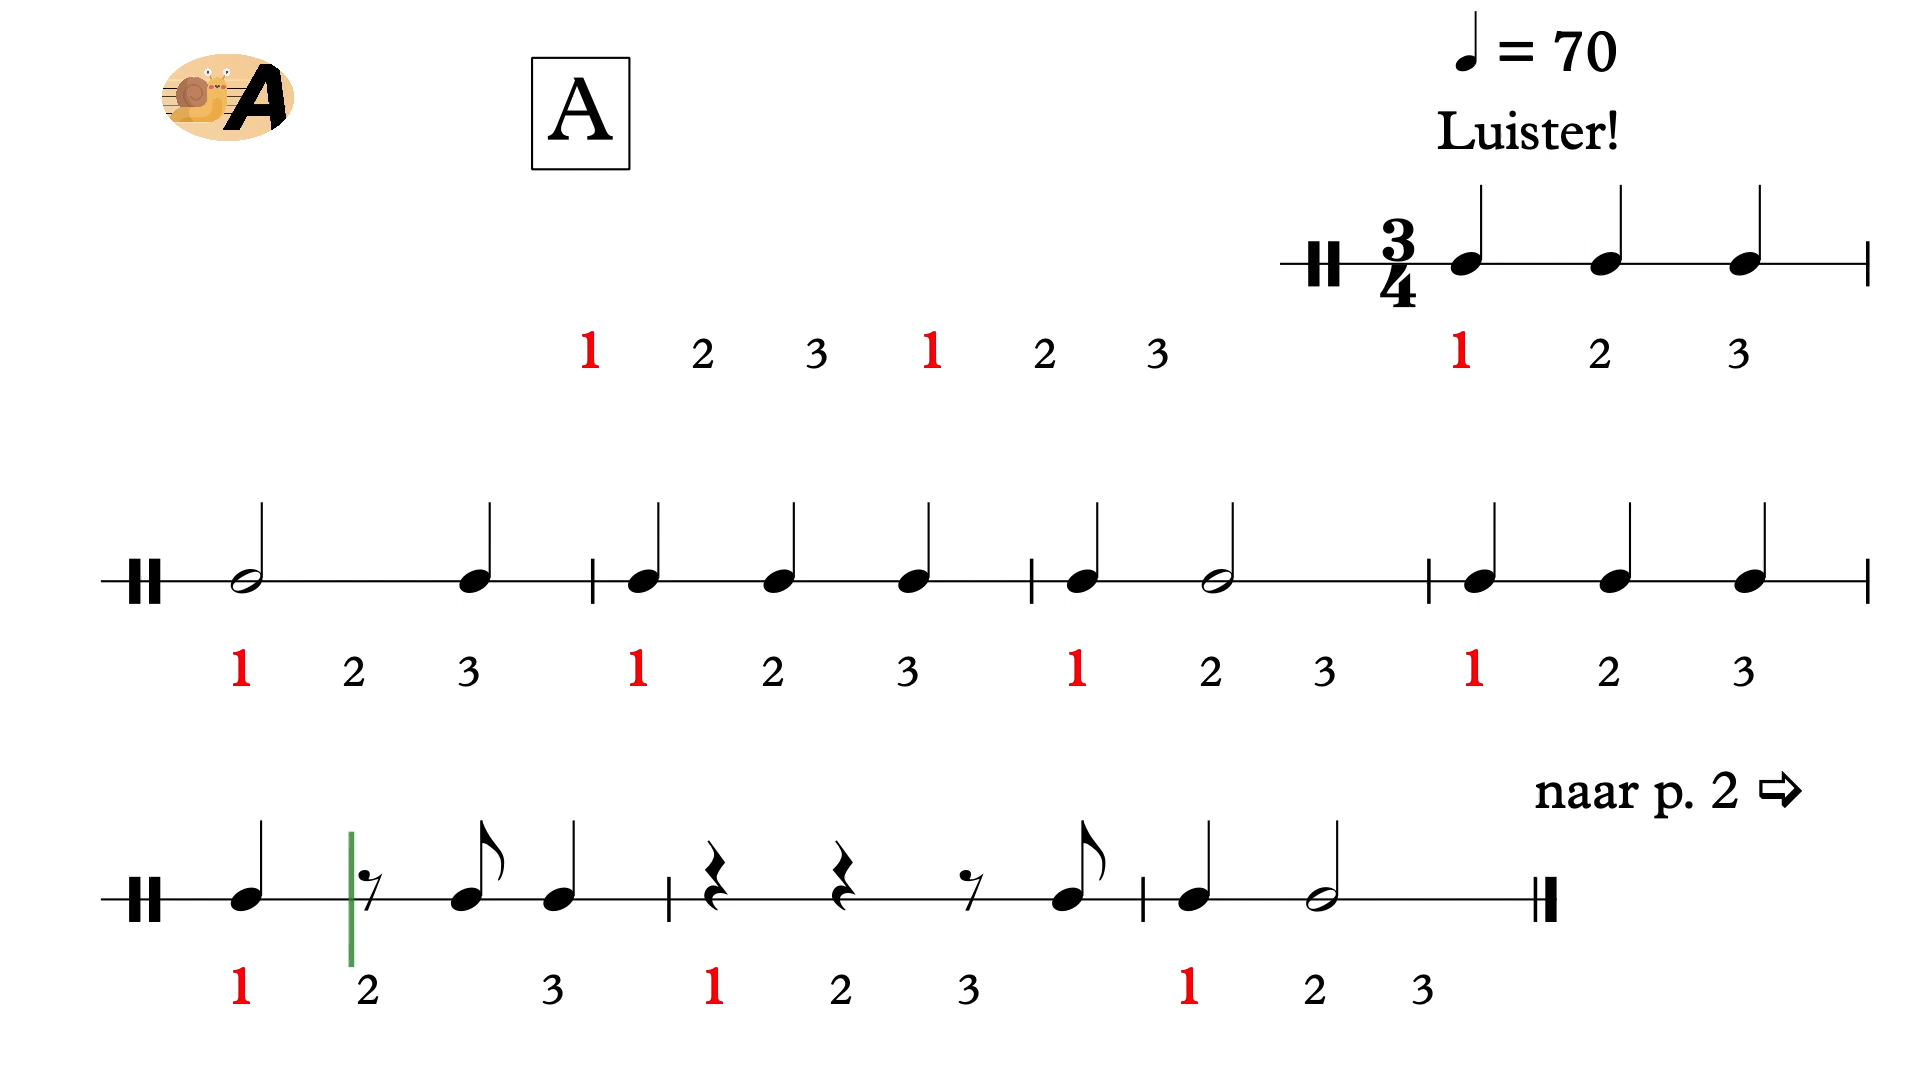 A
A
♩ = 70
Luister!
3
4
1 2 3 1 2 3 1 2 3
1 2 3 1 2 3 1 2 3 1 2 3
naar p. 2 ⇨
1 2 3 1 2 3 1 2 3